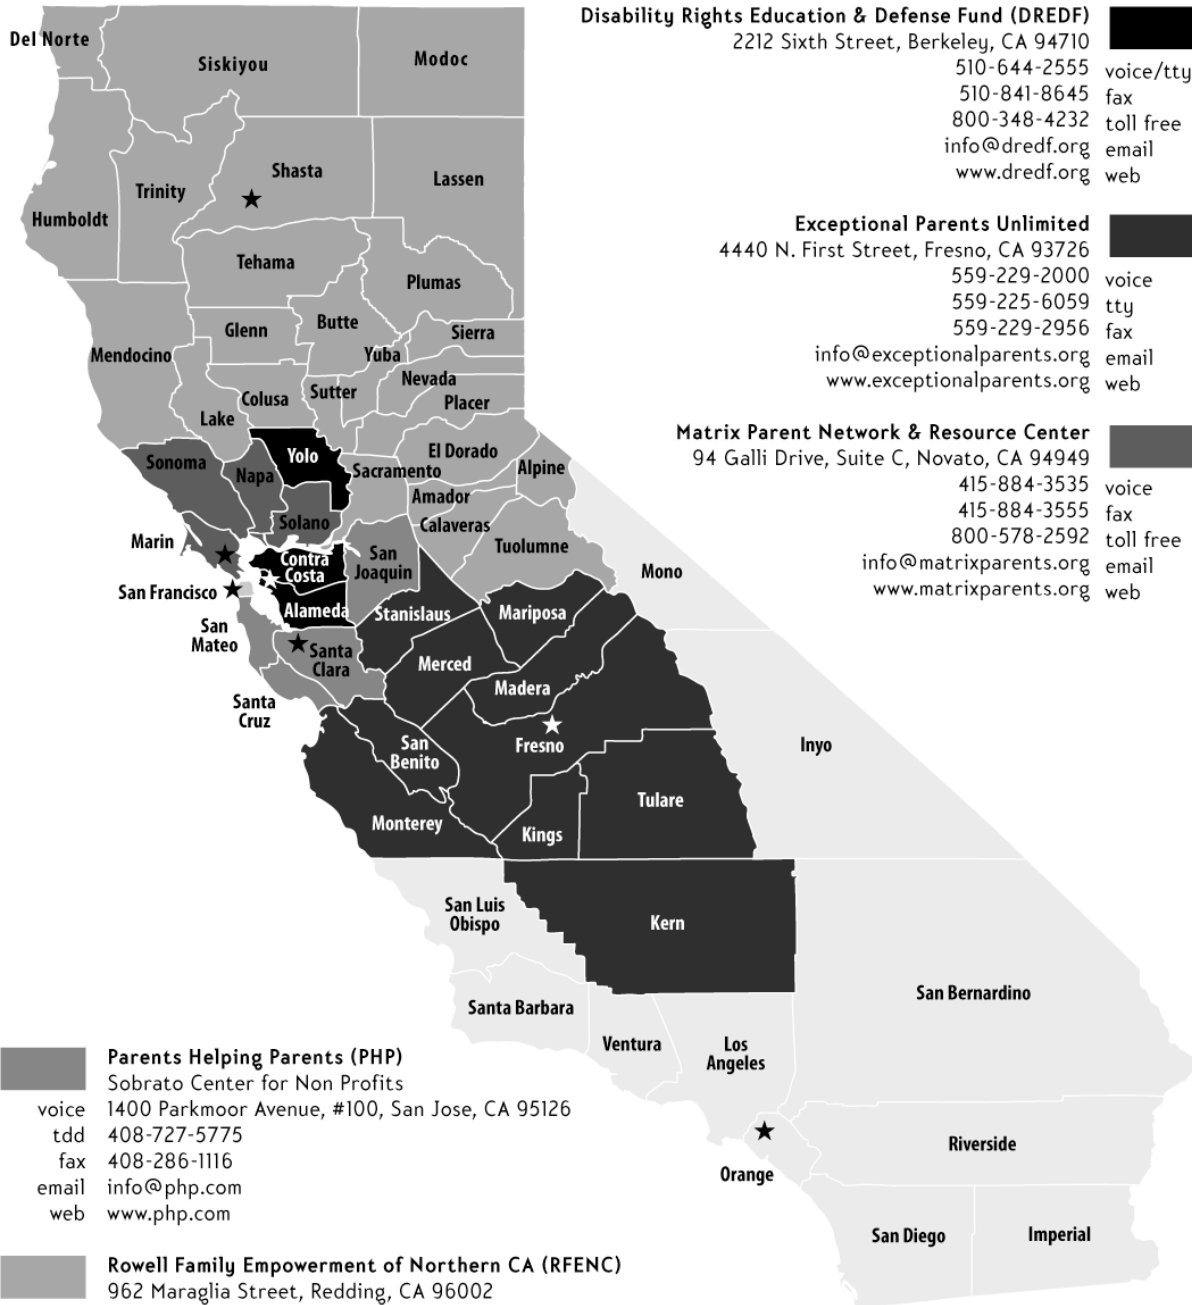 Disability Rights Education & Defense Fund (DREDF)
2212 Sixth Street, Berkeley, CA 94710
510-644-2555 voice/tty
510-841-8645 fax
800-348-4232 toll free
info@dredf.org email
www.dredf.org web
Exceptional Parents Unlimited
4440 N. First Street, Fresno, CA 93726
559-229-2000 voice
559-225-6059 tty
559-229-2956 fax
info@exceptionalparents.org email
www.exceptionalparents.org web
Matrix Parent Network & Resource Center
94 Galli Drive, Suite C, Novato, CA 94949
415-884-3535 voice
415-884-3555 fax
800-578-2592 toll free
info@matrixparents.org email
www.matrixparents.org web
Del Norte
Siskiyou
Modoc
Shasta
Trinity
Lassen
Humboldt
Tehama
Plumas
Glenn
Butte
Sierra
Mendocino
Yuba
Nevada
Sutter
Colusa
Placer
Lake
El Dorado
Yolo
Sonoma
Napa
Sacramento
Alpine
Amador
Solano
Calaveras
Marin
Tuolumne
Contra
Costa
San
Joaquin
Mono
San Francisco
Alameda
Stanislaus
Mariposa
San
Mateo
Santa
Clara
Merced
Madera
Santa
Cruz
Fresno
San
Benito
Inyo
Tulare
Monterey
Kings
San Luis
Obispo
Kern
San Bernardino
Santa Barbara
Ventura
Los
Angeles
Riverside
Orange
San Diego
Imperial
Parents Helping Parents (PHP)
Sobrato Center for Non Profits
voice 1400 Parkmoor Avenue, #100, San Jose, CA 95126
tdd 408-727-5775
fax 408-286-1116
email info@php.com
web www.php.com
Rowell Family Empowerment of Northern CA (RFENC)
962 Maraglia Street, Redding, CA 96002